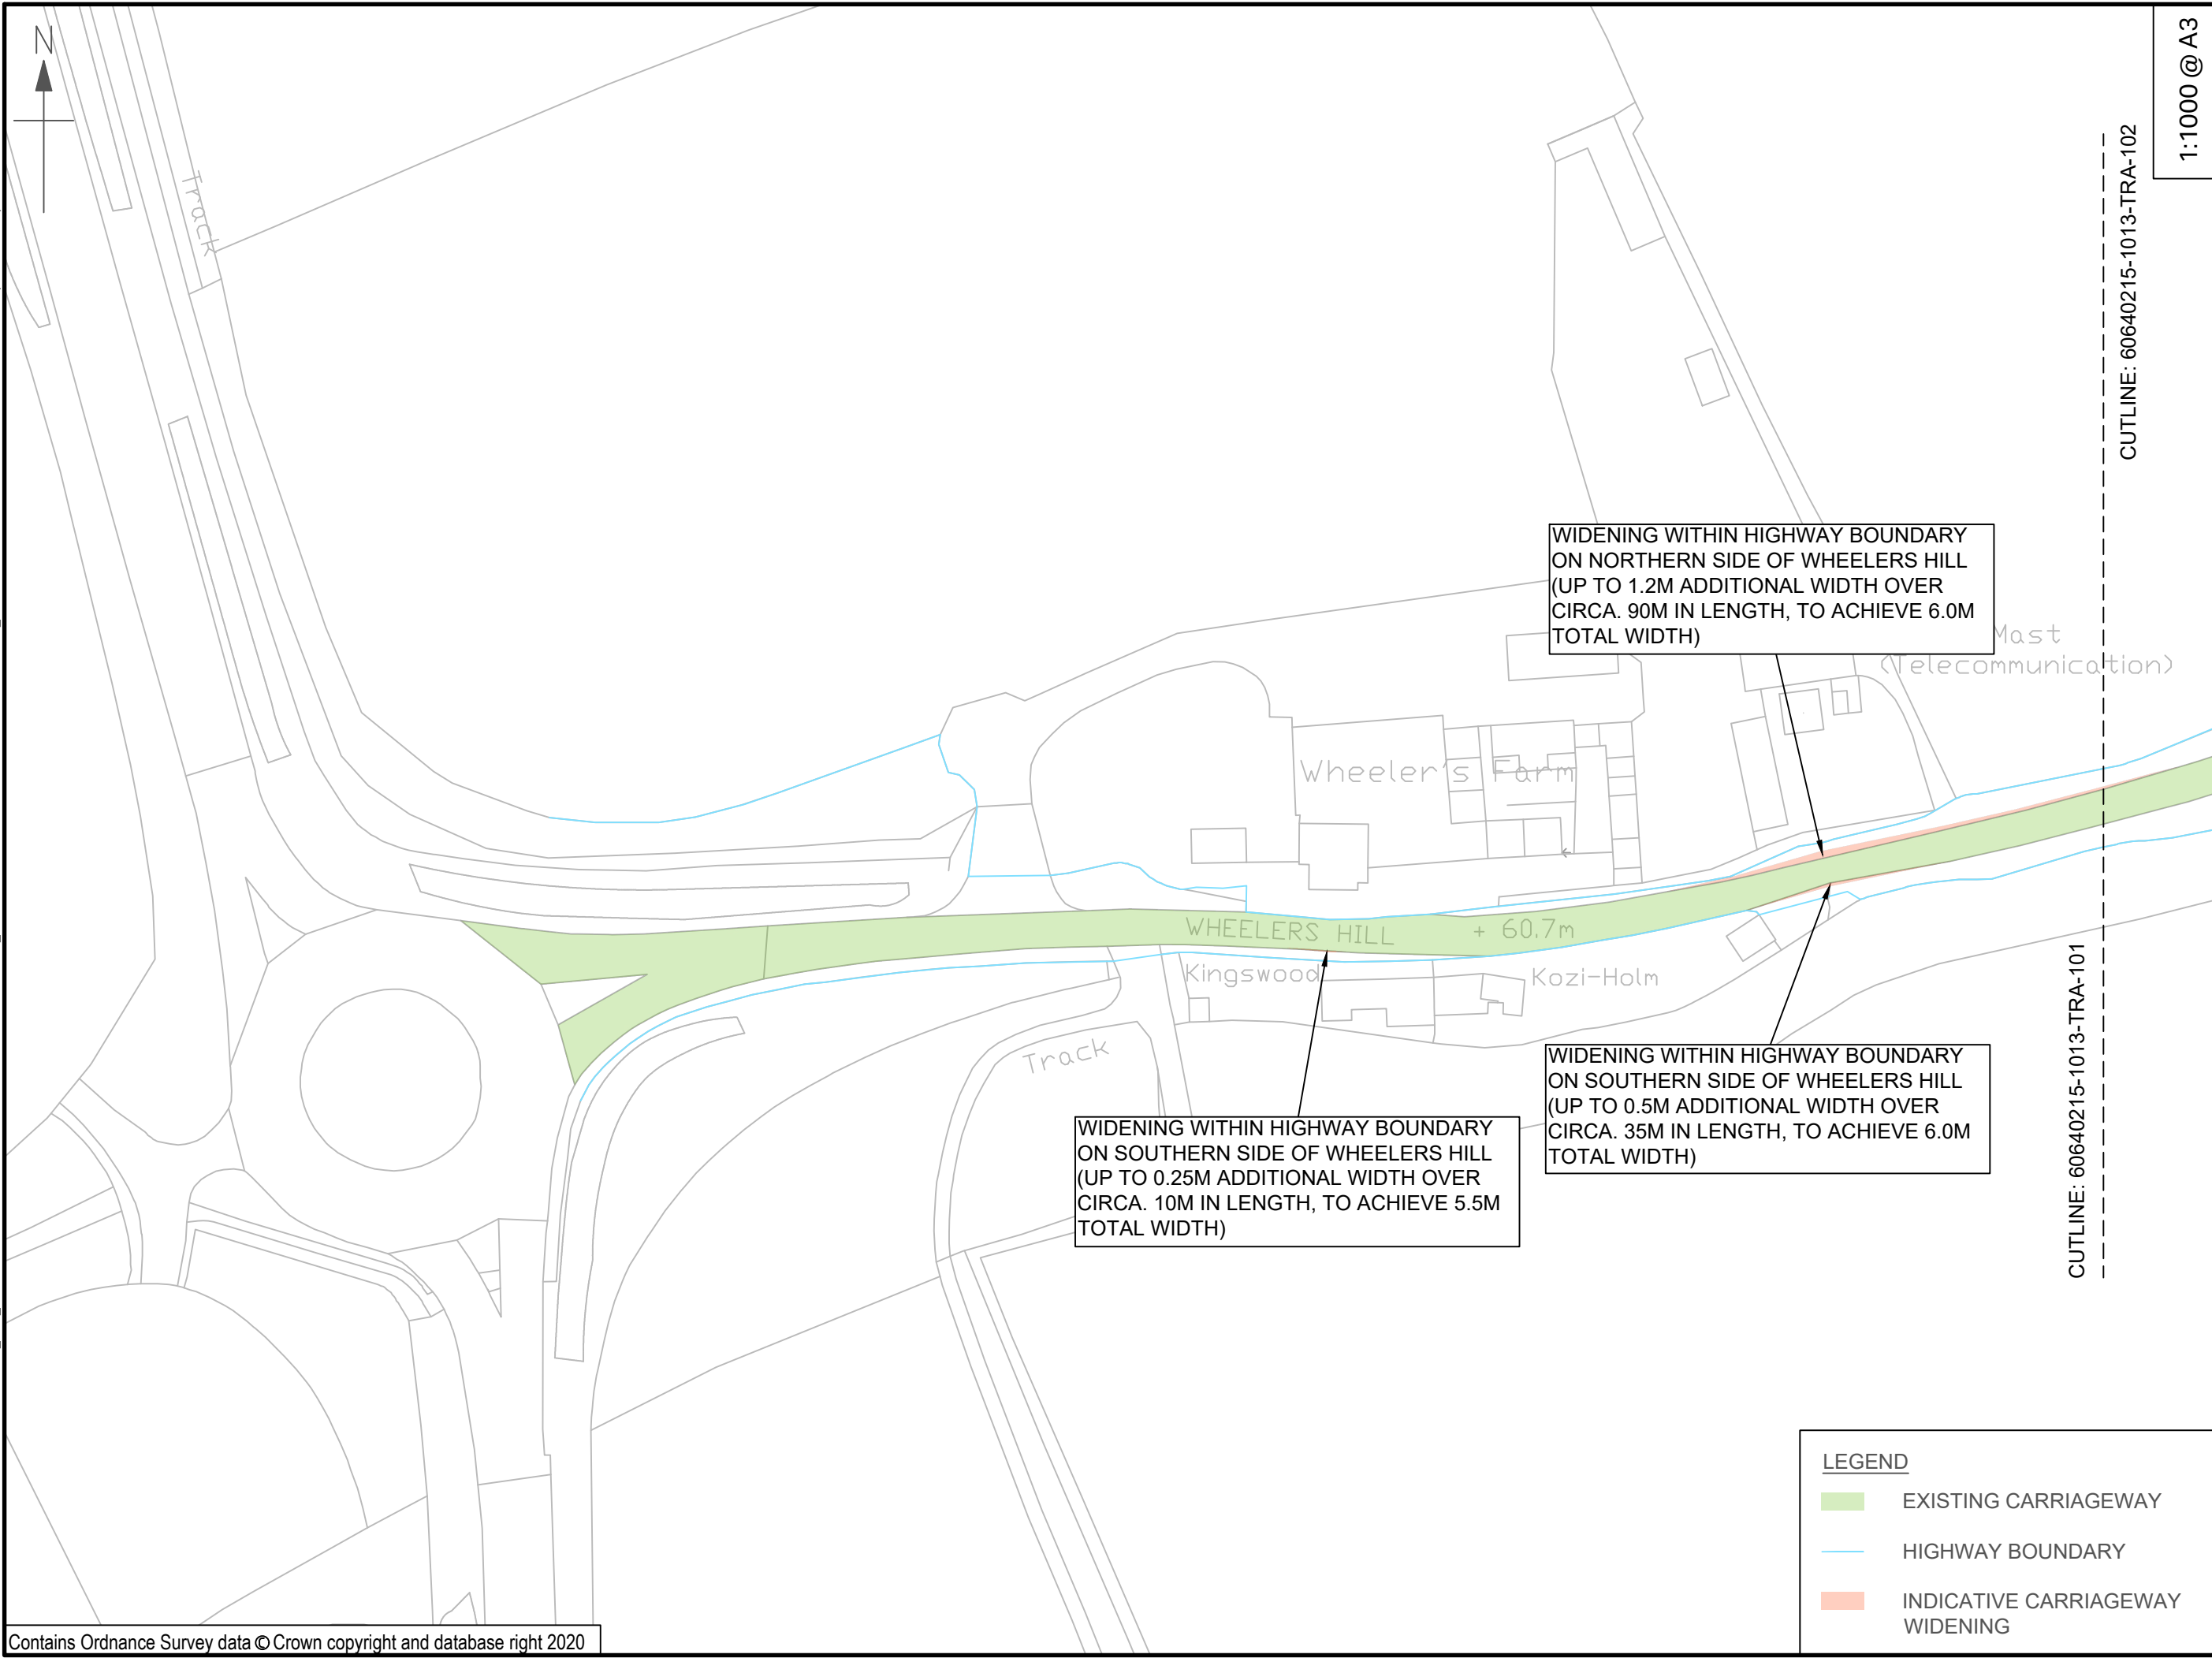 N
1:1000 @ A3
Track
CUTLINE: 60640215-1013-TRA-102
WIDENING WITHIN HIGHWAY BOUNDARY
ON NORTHERN SIDE OF WHEELERS HILL
(UP TO 1.2M ADDITIONAL WIDTH OVER
CIRCA. 90M IN LENGTH, TO ACHIEVE 6.0M
TOTAL WIDTH)
Mast
(Telecommunication)
Wheeler's Farm
WHEELERS HILL
+ 60.7m
Kingswood
Kozi-Holm
Track
WIDENING WITHIN HIGHWAY BOUNDARY
ON SOUTHERN SIDE OF WHEELERS HILL
(UP TO 0.5M ADDITIONAL WIDTH OVER
CIRCA. 35M IN LENGTH, TO ACHIEVE 6.0M
TOTAL WIDTH)
WIDENING WITHIN HIGHWAY BOUNDARY
ON SOUTHERN SIDE OF WHEELERS HILL
(UP TO 0.25M ADDITIONAL WIDTH OVER
CIRCA. 10M IN LENGTH, TO ACHIEVE 5.5M
TOTAL WIDTH)
CUTLINE: 60640215-1013-TRA-101
LEGEND
EXISTING CARRIAGEWAY
HIGHWAY BOUNDARY
INDICATIVE CARRIAGEWAY
WIDENING
Contains Ordnance Survey data © Crown copyright and database right 2020